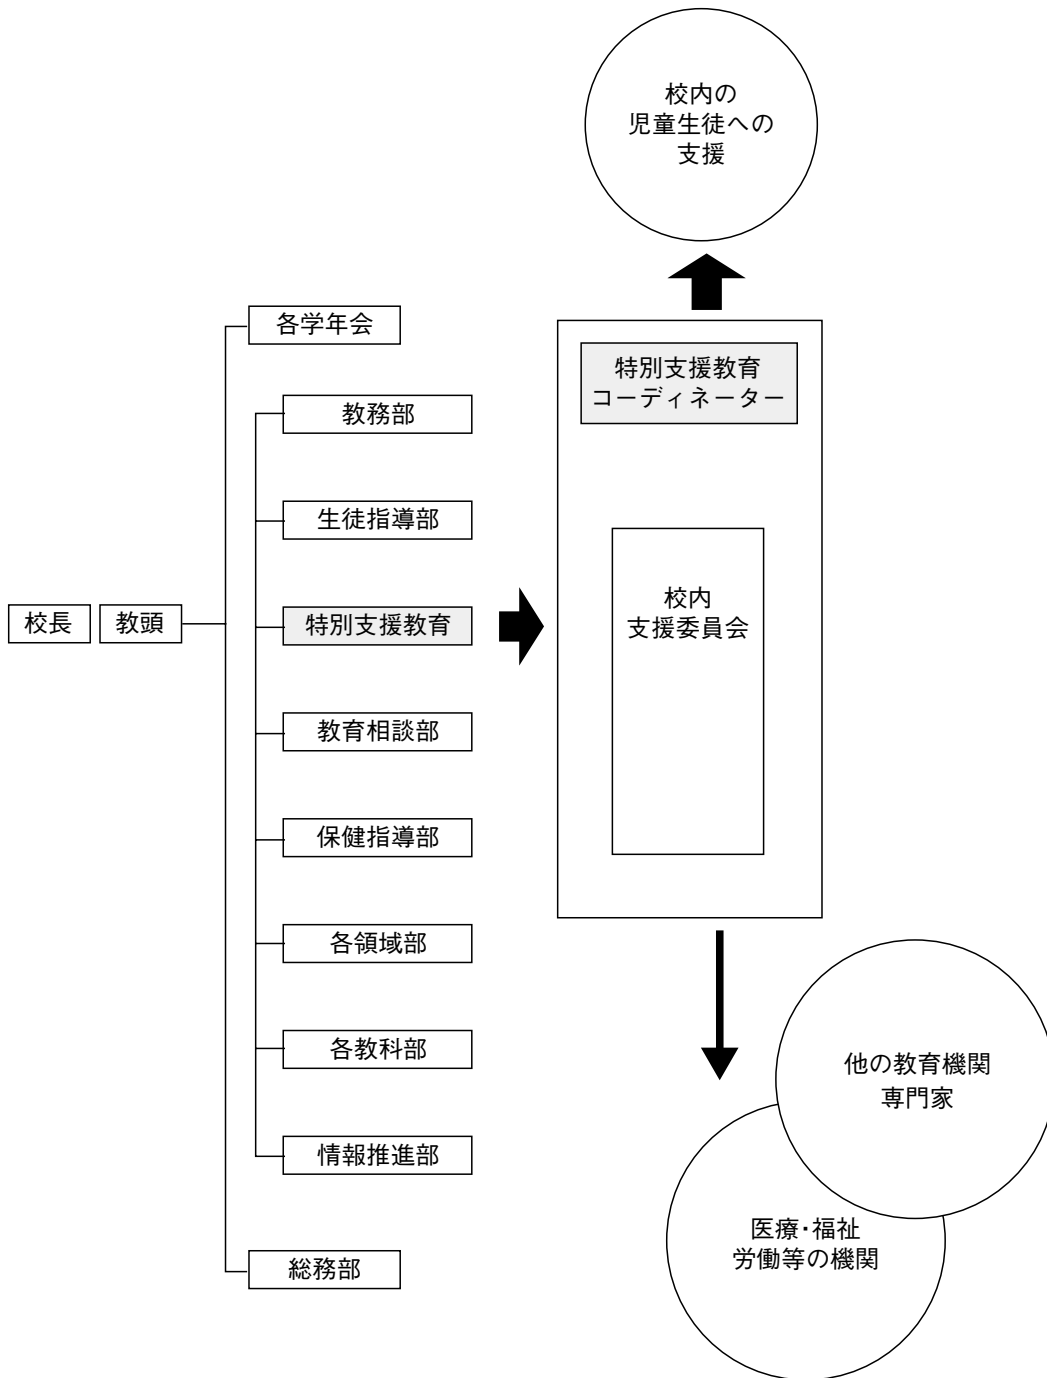 校内の
児童生徒への
支援
各学年会
教務部
生徒指導部
校長
教頭
特別支援教育
教育相談部
保健指導部
各領域部
各教科部
情報推進部
総務部
特別支援教育
コーディネーター
校内
支援委員会
他の教育機関
専門家
医療・福祉
労働等の機関